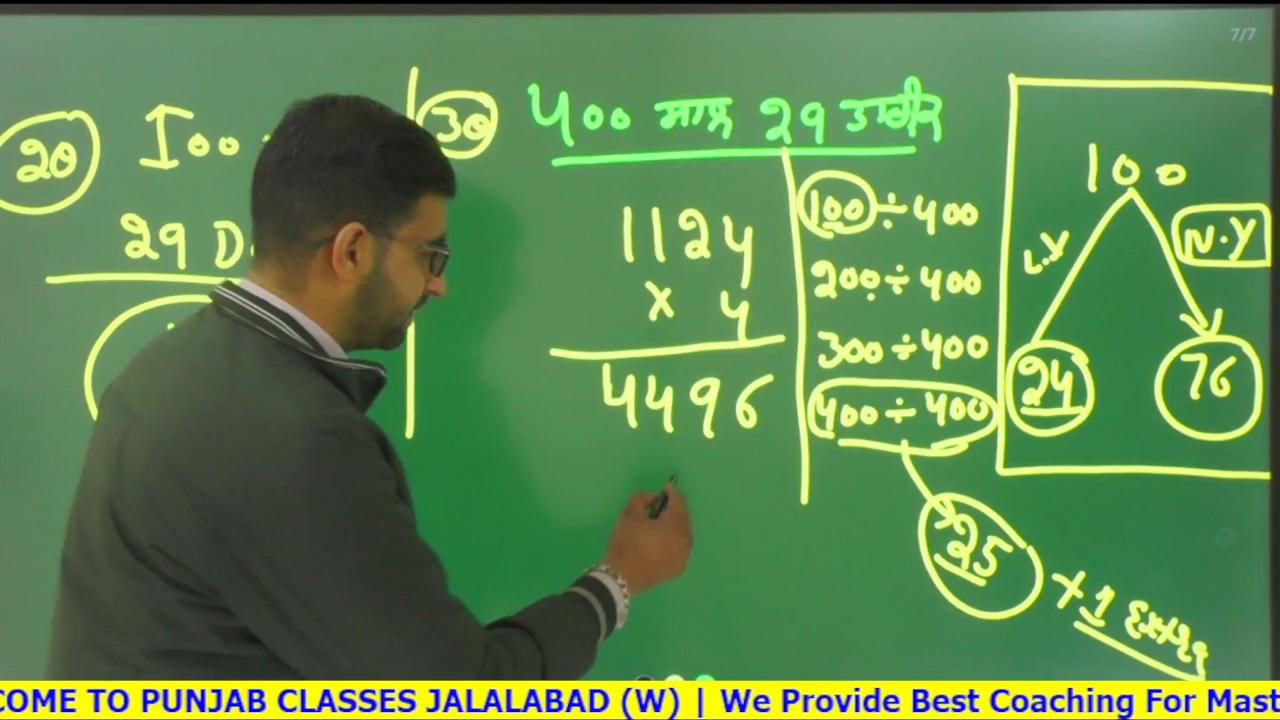 7/7
20
100
29 D
30
400 ਸਾਲ 29 ਤਾਰੀਖ
1124
x 4
4496
100 ÷ 400
200 ÷ 400
300 ÷ 400
400 ÷ 400
25 + 1 Extra
100
L.Y
N.Y
24
76
COME TO PUNJAB CLASSES JALALABAD (W) | We Provide Best Coaching For Mast